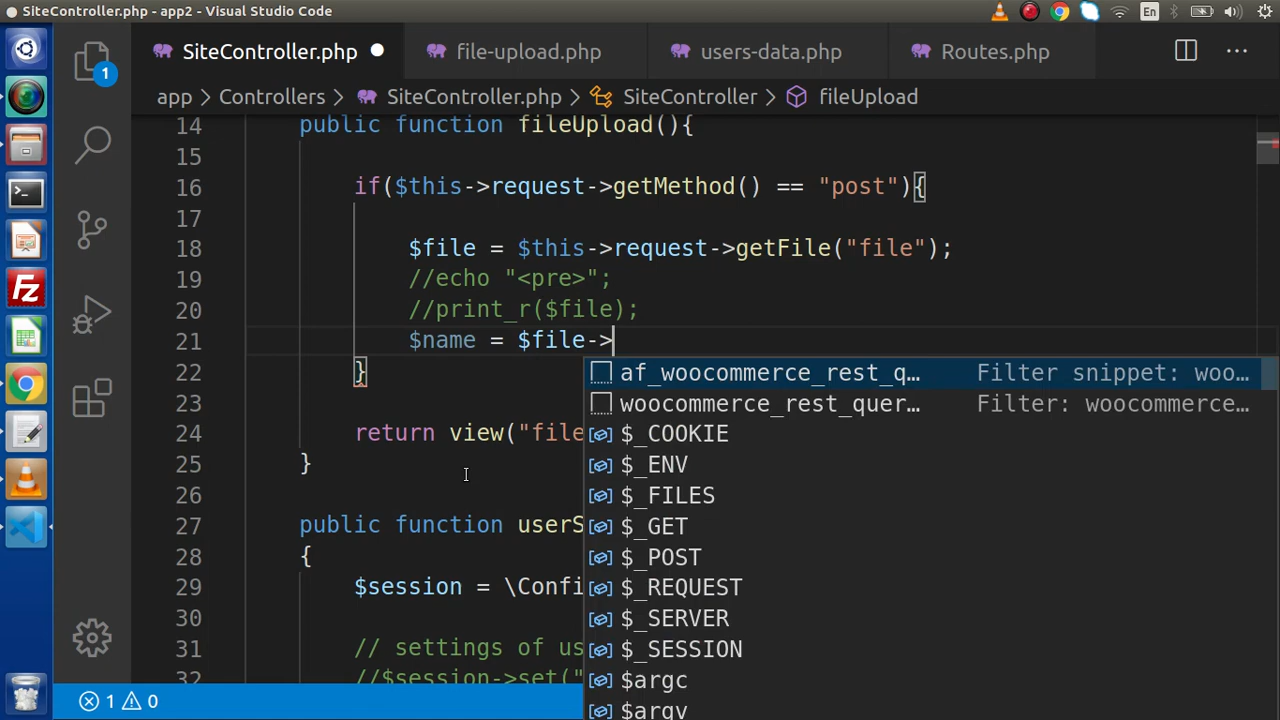 SiteController.php - app2 - Visual Studio Code
En
1
SiteController.php
file-upload.php
users-data.php
Routes.php
app > Controllers > SiteController.php > SiteController > fileUpload
14 public function fileUpload(){
15
16 if($this->request->getMethod() == "post"){
17
18 $file = $this->request->getFile("file");
19 //echo "<pre>";
20 //print_r($file);
21 $name = $file->
22 }
23
24 return view("file
25 }
26
27 public function userS
28 {
29 $session = \Confi
30
31 // settings of us
32 //$session->set("
af_woocommerce_rest_q… Filter snippet: woo…
woocommerce_rest_quer… Filter: woocommerce…
$_COOKIE
$_ENV
$_FILES
$_GET
$_POST
$_REQUEST
$_SERVER
$_SESSION
$argc
$argv
1 0